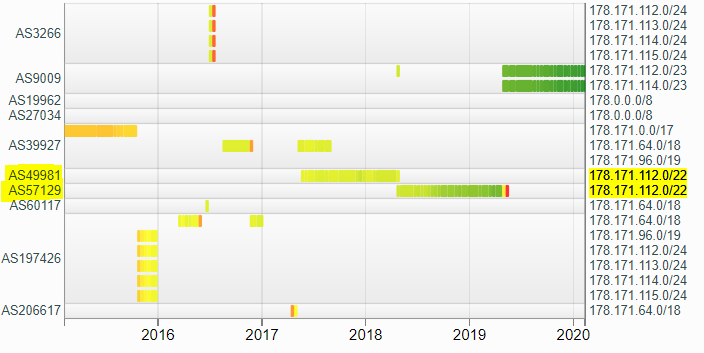 AS3266 178.171.112.0/24
178.171.113.0/24
178.171.114.0/24
178.171.115.0/24
AS9009 178.171.112.0/23
178.171.114.0/23
AS19962 178.0.0.0/8
AS27034 178.0.0.0/8
AS39927 178.171.0.0/17
178.171.64.0/18
178.171.96.0/19
AS49981 178.171.112.0/22
AS57129 178.171.112.0/22
AS60117 178.171.64.0/18
AS197426 178.171.64.0/18
178.171.96.0/19
178.171.112.0/24
178.171.113.0/24
178.171.114.0/24
178.171.115.0/24
AS206617 178.171.64.0/18
2016 2017 2018 2019 2020